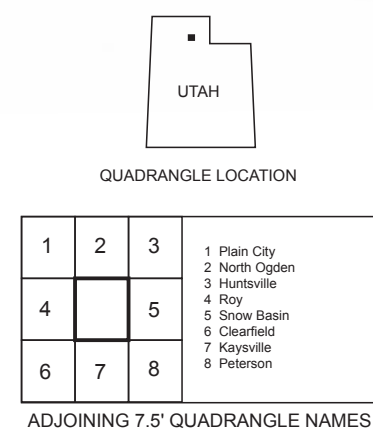 UTAH
QUADRANGLE LOCATION
1 2 3
4 5
6 7 8
1 Plain City
2 North Ogden
3 Huntsville
4 Roy
5 Snow Basin
6 Clearfield
7 Kaysville
8 Peterson
ADJOINING 7.5' QUADRANGLE NAMES